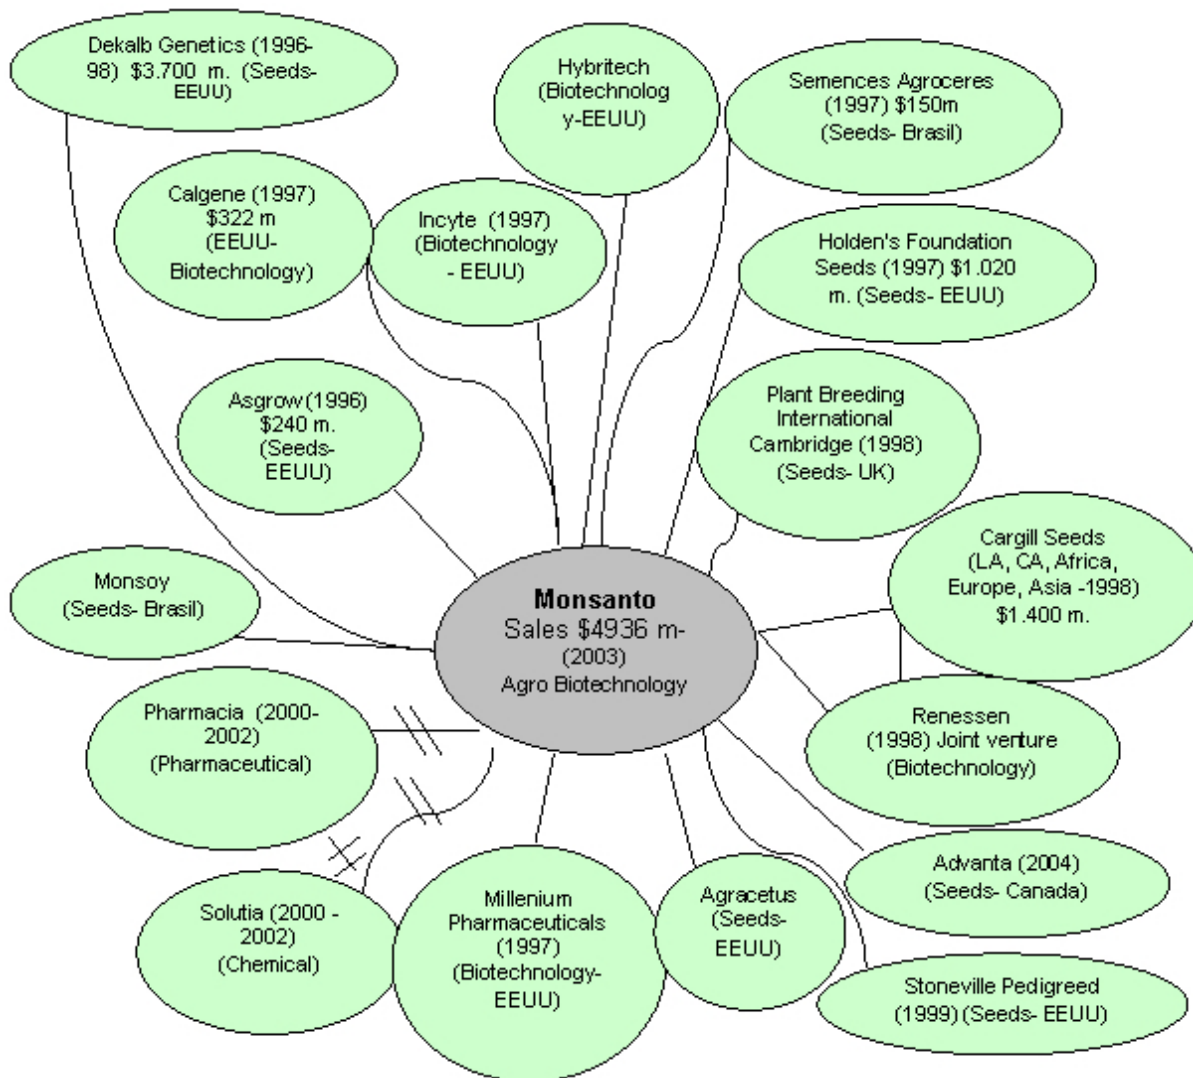 Dekalb Genetics (1996-
98) $3.700 m. (Seeds-
EEUU)
Hybritech
(Biotechnolog
y-EEUU)
Semences Agroceres
(1997) $150m
(Seeds- Brasil)
Calgene (1997)
$322 m
(EEUU-
Biotechnology)
Incyte (1997)
(Biotechnology
- EEUU)
Holden's Foundation
Seeds (1997) $1.020
m. (Seeds- EEUU)
Asgrow (1996)
$240 m.
(Seeds-
EEUU)
Plant Breeding
International
Cambridge (1998)
(Seeds- UK)
Cargill Seeds
(LA, CA, Africa,
Europe, Asia -1998)
$1.400 m.
Monsoy
(Seeds- Brasil)
Monsanto
Sales $4936 m-
(2003)
Agro Biotechnology
Pharmacia (2000-
2002)
(Pharmaceutical)
Renessen
(1998) Joint venture
(Biotechnology)
Solutia (2000 -
2002)
(Chemical)
Millenium
Pharmaceuticals
(1997)
(Biotechnology-
EEUU)
Agracetus
(Seeds-
EEUU)
Advanta (2004)
(Seeds- Canada)
Stoneville Pedigreed
(1999) (Seeds- EEUU)